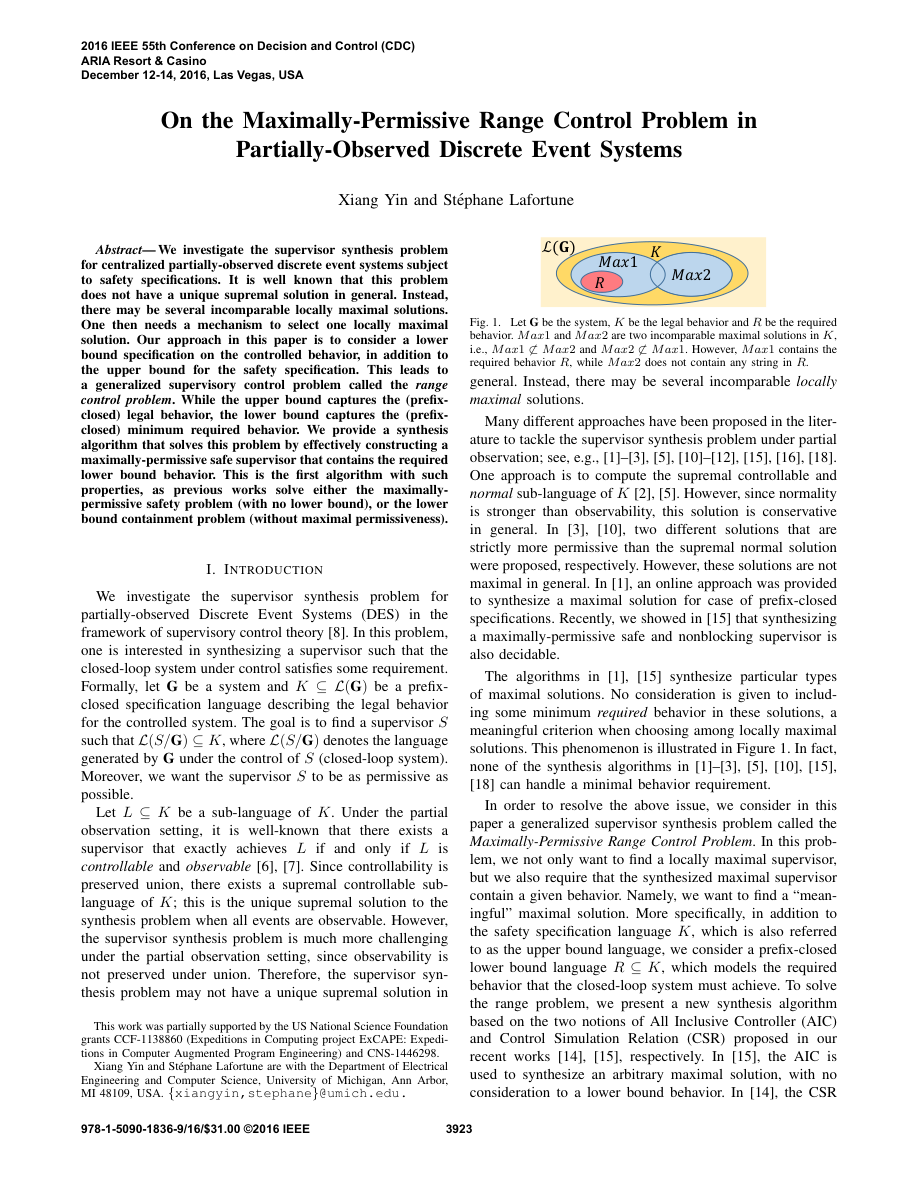 2016 IEEE 55th Conference on Decision and Control (CDC)
ARIA Resort & Casino
December 12-14, 2016, Las Vegas, USA
On the Maximally-Permissive Range Control Problem in
Partially-Observed Discrete Event Systems
Xiang Yin and Stéphane Lafortune
Abstract— We investigate the supervisor synthesis problem
for centralized partially-observed discrete event systems subject
to safety specifications. It is well known that this problem
does not have a unique supremal solution in general. Instead,
there may be several incomparable locally maximal solutions.
One then needs a mechanism to select one locally maximal
solution. Our approach in this paper is to consider a lower
bound specification on the controlled behavior, in addition to
the upper bound for the safety specification. This leads to
a generalized supervisory control problem called the range
control problem. While the upper bound captures the (prefix-
closed) legal behavior, the lower bound captures the (prefix-
closed) minimum required behavior. We provide a synthesis
algorithm that solves this problem by effectively constructing a
maximally-permissive safe supervisor that contains the required
lower bound behavior. This is the first algorithm with such
properties, as previous works solve either the maximally-
permissive safety problem (with no lower bound), or the lower
bound containment problem (without maximal permissiveness).
I. INTRODUCTION
We investigate the supervisor synthesis problem for
partially-observed Discrete Event Systems (DES) in the
framework of supervisory control theory [8]. In this problem,
one is interested in synthesizing a supervisor such that the
closed-loop system under control satisfies some requirement.
Formally, let G be a system and K ⊆ ℒ(G) be a prefix-
closed specification language describing the legal behavior
for the controlled system. The goal is to find a supervisor S
such that ℒ(S/G) ⊆ K, where ℒ(S/G) denotes the language
generated by G under the control of S (closed-loop system).
Moreover, we want the supervisor S to be as permissive as
possible.
Let L ⊆ K be a sub-language of K. Under the partial
observation setting, it is well-known that there exists a
supervisor that exactly achieves L if and only if L is
controllable and observable [6], [7]. Since controllability is
preserved union, there exists a supremal controllable sub-
language of K; this is the unique supremal solution to the
synthesis problem when all events are observable. However,
the supervisor synthesis problem is much more challenging
under the partial observation setting, since observability is
not preserved under union. Therefore, the supervisor syn-
thesis problem may not have a unique supremal solution in
This work was partially supported by the US National Science Foundation
grants CCF-1138860 (Expeditions in Computing project ExCAPE: Expedi-
tions in Computer Augmented Program Engineering) and CNS-1446298.
Xiang Yin and Stéphane Lafortune are with the Department of Electrical
Engineering and Computer Science, University of Michigan, Ann Arbor,
MI 48109, USA. {xiangyin,stephane}@umich.edu.
ℒ(G)
K
Max1
Max2
R
Fig. 1. Let G be the system, K be the legal behavior and R be the required
behavior. Max1 and Max2 are two incomparable maximal solutions in K,
i.e., Max1 ⊄ Max2 and Max2 ⊄ Max1. However, Max1 contains the
required behavior R, while Max2 does not contain any string in R.
general. Instead, there may be several incomparable locally
maximal solutions.
Many different approaches have been proposed in the liter-
ature to tackle the supervisor synthesis problem under partial
observation; see, e.g., [1]–[3], [5], [10]–[12], [15], [16], [18].
One approach is to compute the supremal controllable and
normal sub-language of K [2], [5]. However, since normality
is stronger than observability, this solution is conservative
in general. In [3], [10], two different solutions that are
strictly more permissive than the supremal normal solution
were proposed, respectively. However, these solutions are not
maximal in general. In [1], an online approach was provided
to synthesize a maximal solution for case of prefix-closed
specifications. Recently, we showed in [15] that synthesizing
a maximally-permissive safe and nonblocking supervisor is
also decidable.
The algorithms in [1], [15] synthesize particular types
of maximal solutions. No consideration is given to includ-
ing some minimum required behavior in these solutions, a
meaningful criterion when choosing among locally maximal
solutions. This phenomenon is illustrated in Figure 1. In fact,
none of the synthesis algorithms in [1]–[3], [5], [10], [15],
[18] can handle a minimal behavior requirement.
In order to resolve the above issue, we consider in this
paper a generalized supervisor synthesis problem called the
Maximally-Permissive Range Control Problem. In this prob-
lem, we not only want to find a locally maximal supervisor,
but we also require that the synthesized maximal supervisor
contain a given behavior. Namely, we want to find a “mean-
ingful” maximal solution. More specifically, in addition to
the safety specification language K, which is also referred
to as the upper bound language, we consider a prefix-closed
lower bound language R ⊆ K, which models the required
behavior that the closed-loop system must achieve. To solve
the range problem, we present a new synthesis algorithm
based on the two notions of All Inclusive Controller (AIC)
and Control Simulation Relation (CSR) proposed in our
recent works [14], [15], respectively. In [15], the AIC is
used to synthesize an arbitrary maximal solution, with no
consideration to a lower bound behavior. In [14], the CSR
978-1-5090-1836-9/16/$31.00 ©2016 IEEE
3923